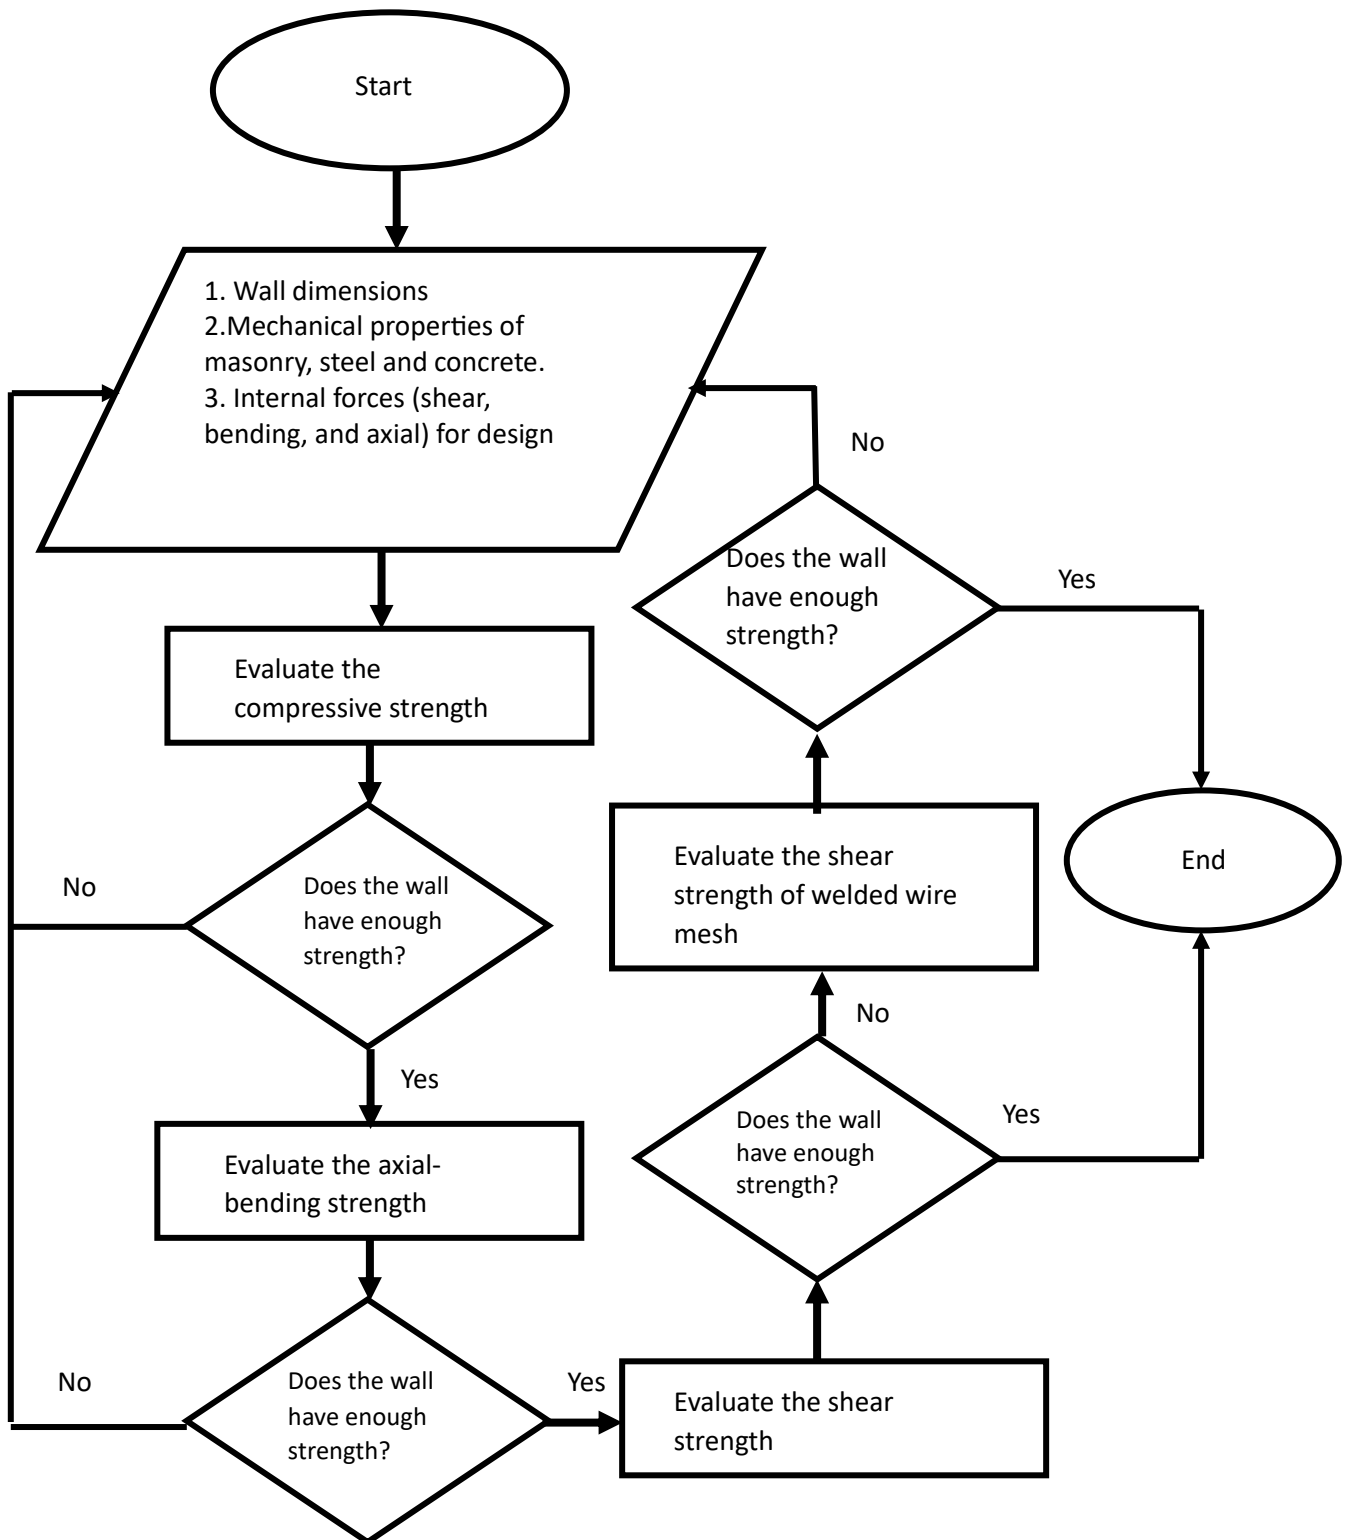 Start
1. Wall dimensions
2.Mechanical properties of
masonry, steel and concrete.
3. Internal forces (shear,
bending, and axial) for design
Evaluate the
compressive strength
Does the wall
have enough
strength?
No
Yes
Evaluate the axial-
bending strength
Does the wall
have enough
strength?
No
Yes
Evaluate the shear
strength
Does the wall
have enough
strength?
Yes
No
Evaluate the shear
strength of welded wire
mesh
Does the wall
have enough
strength?
No
Yes
End